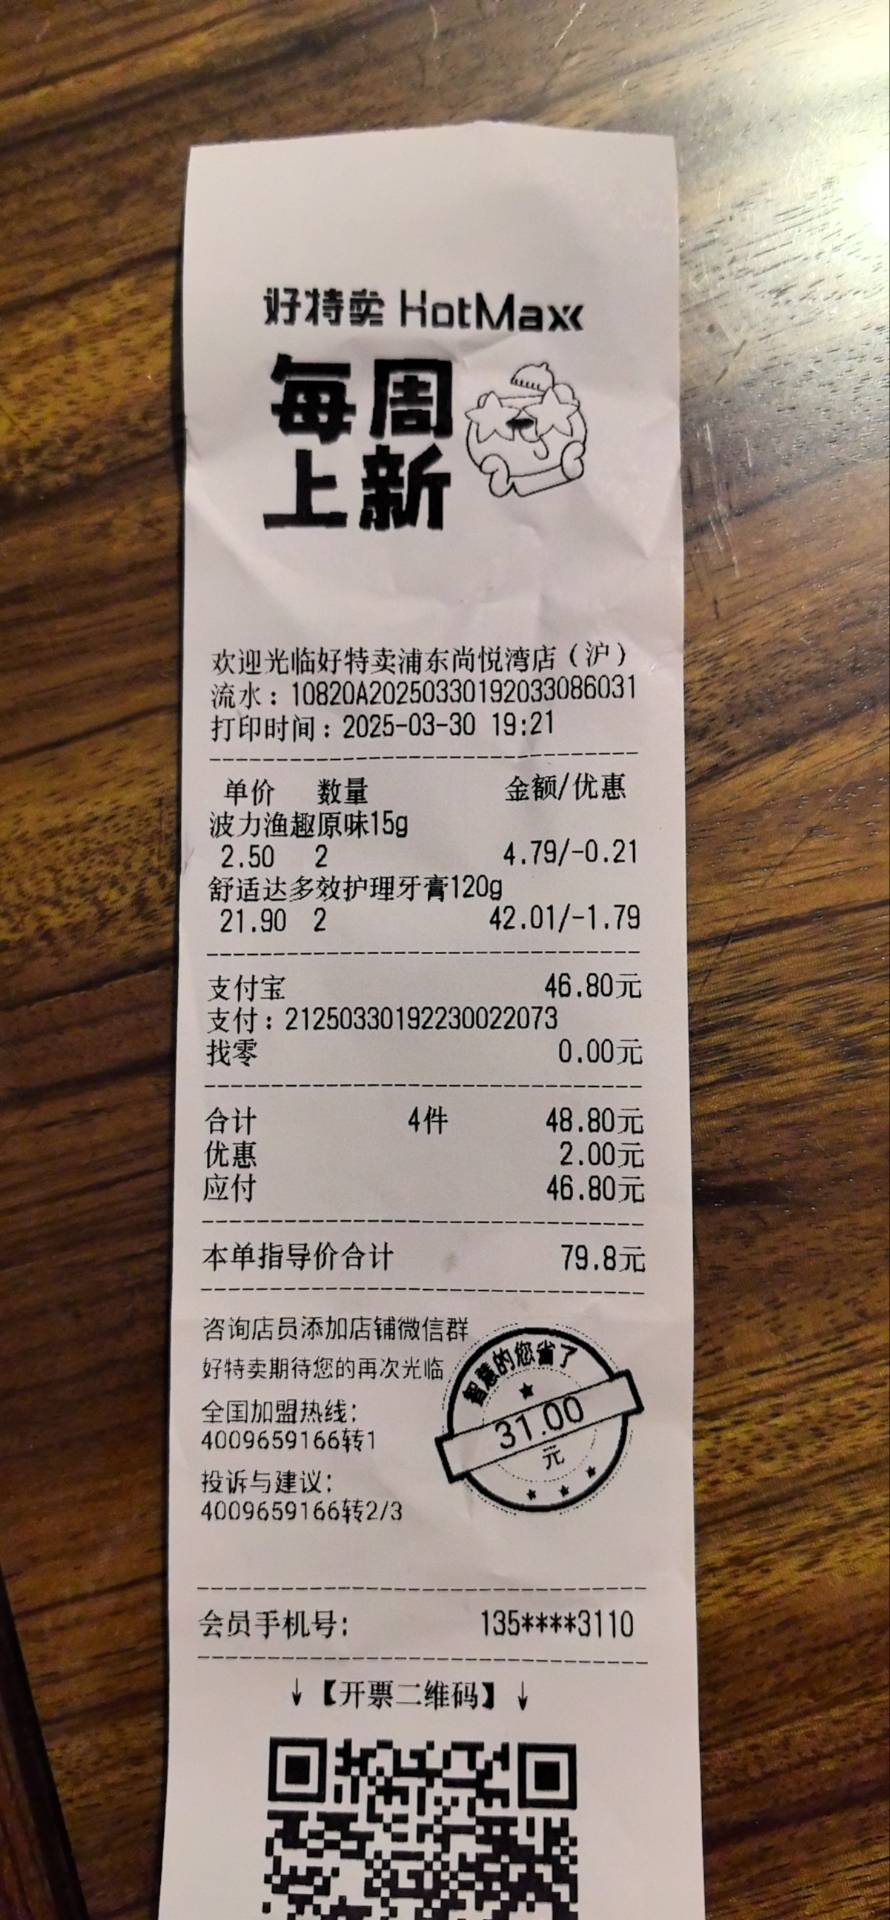 好特卖 HotMaxx
每周
上新
欢迎光临好特卖浦东尚悦湾店（沪）
流水：10820A20250330192033086031
打印时间：2025-03-30 19:21
单价 数量 金额/优惠
波力渔趣原味15g
2.50 2 4.79/-0.21
舒适达多效护理牙膏120g
21.90 2 42.01/-1.79
支付宝 46.80元
支付：21250330192230022073
找零 0.00元
合计 4件 48.80元
优惠 2.00元
应付 46.80元
本单指导价合计 79.8元
咨询店员添加店铺微信群
好特卖期待您的再次光临
全国加盟热线：
4009659166转1
投诉与建议：
4009659166转2/3
智慧的您省了
31.00
元
会员手机号： 135****3110
↓【开票二维码】↓